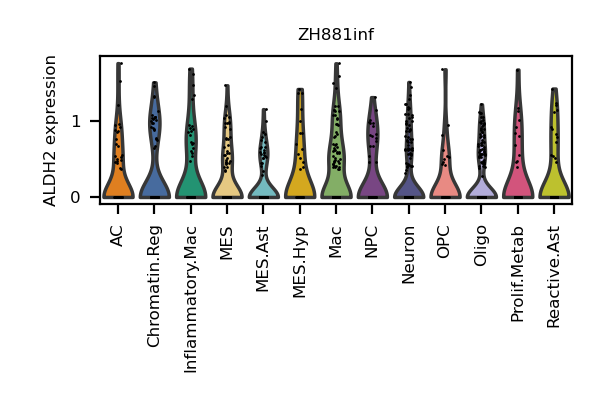 ZH881inf
ALDH2 expression
1
0
AC
Chromatin.Reg
Inflammatory.Mac
MES
MES.Ast
MES.Hyp
Mac
NPC
Neuron
OPC
Oligo
Prolif.Metab
Reactive.Ast